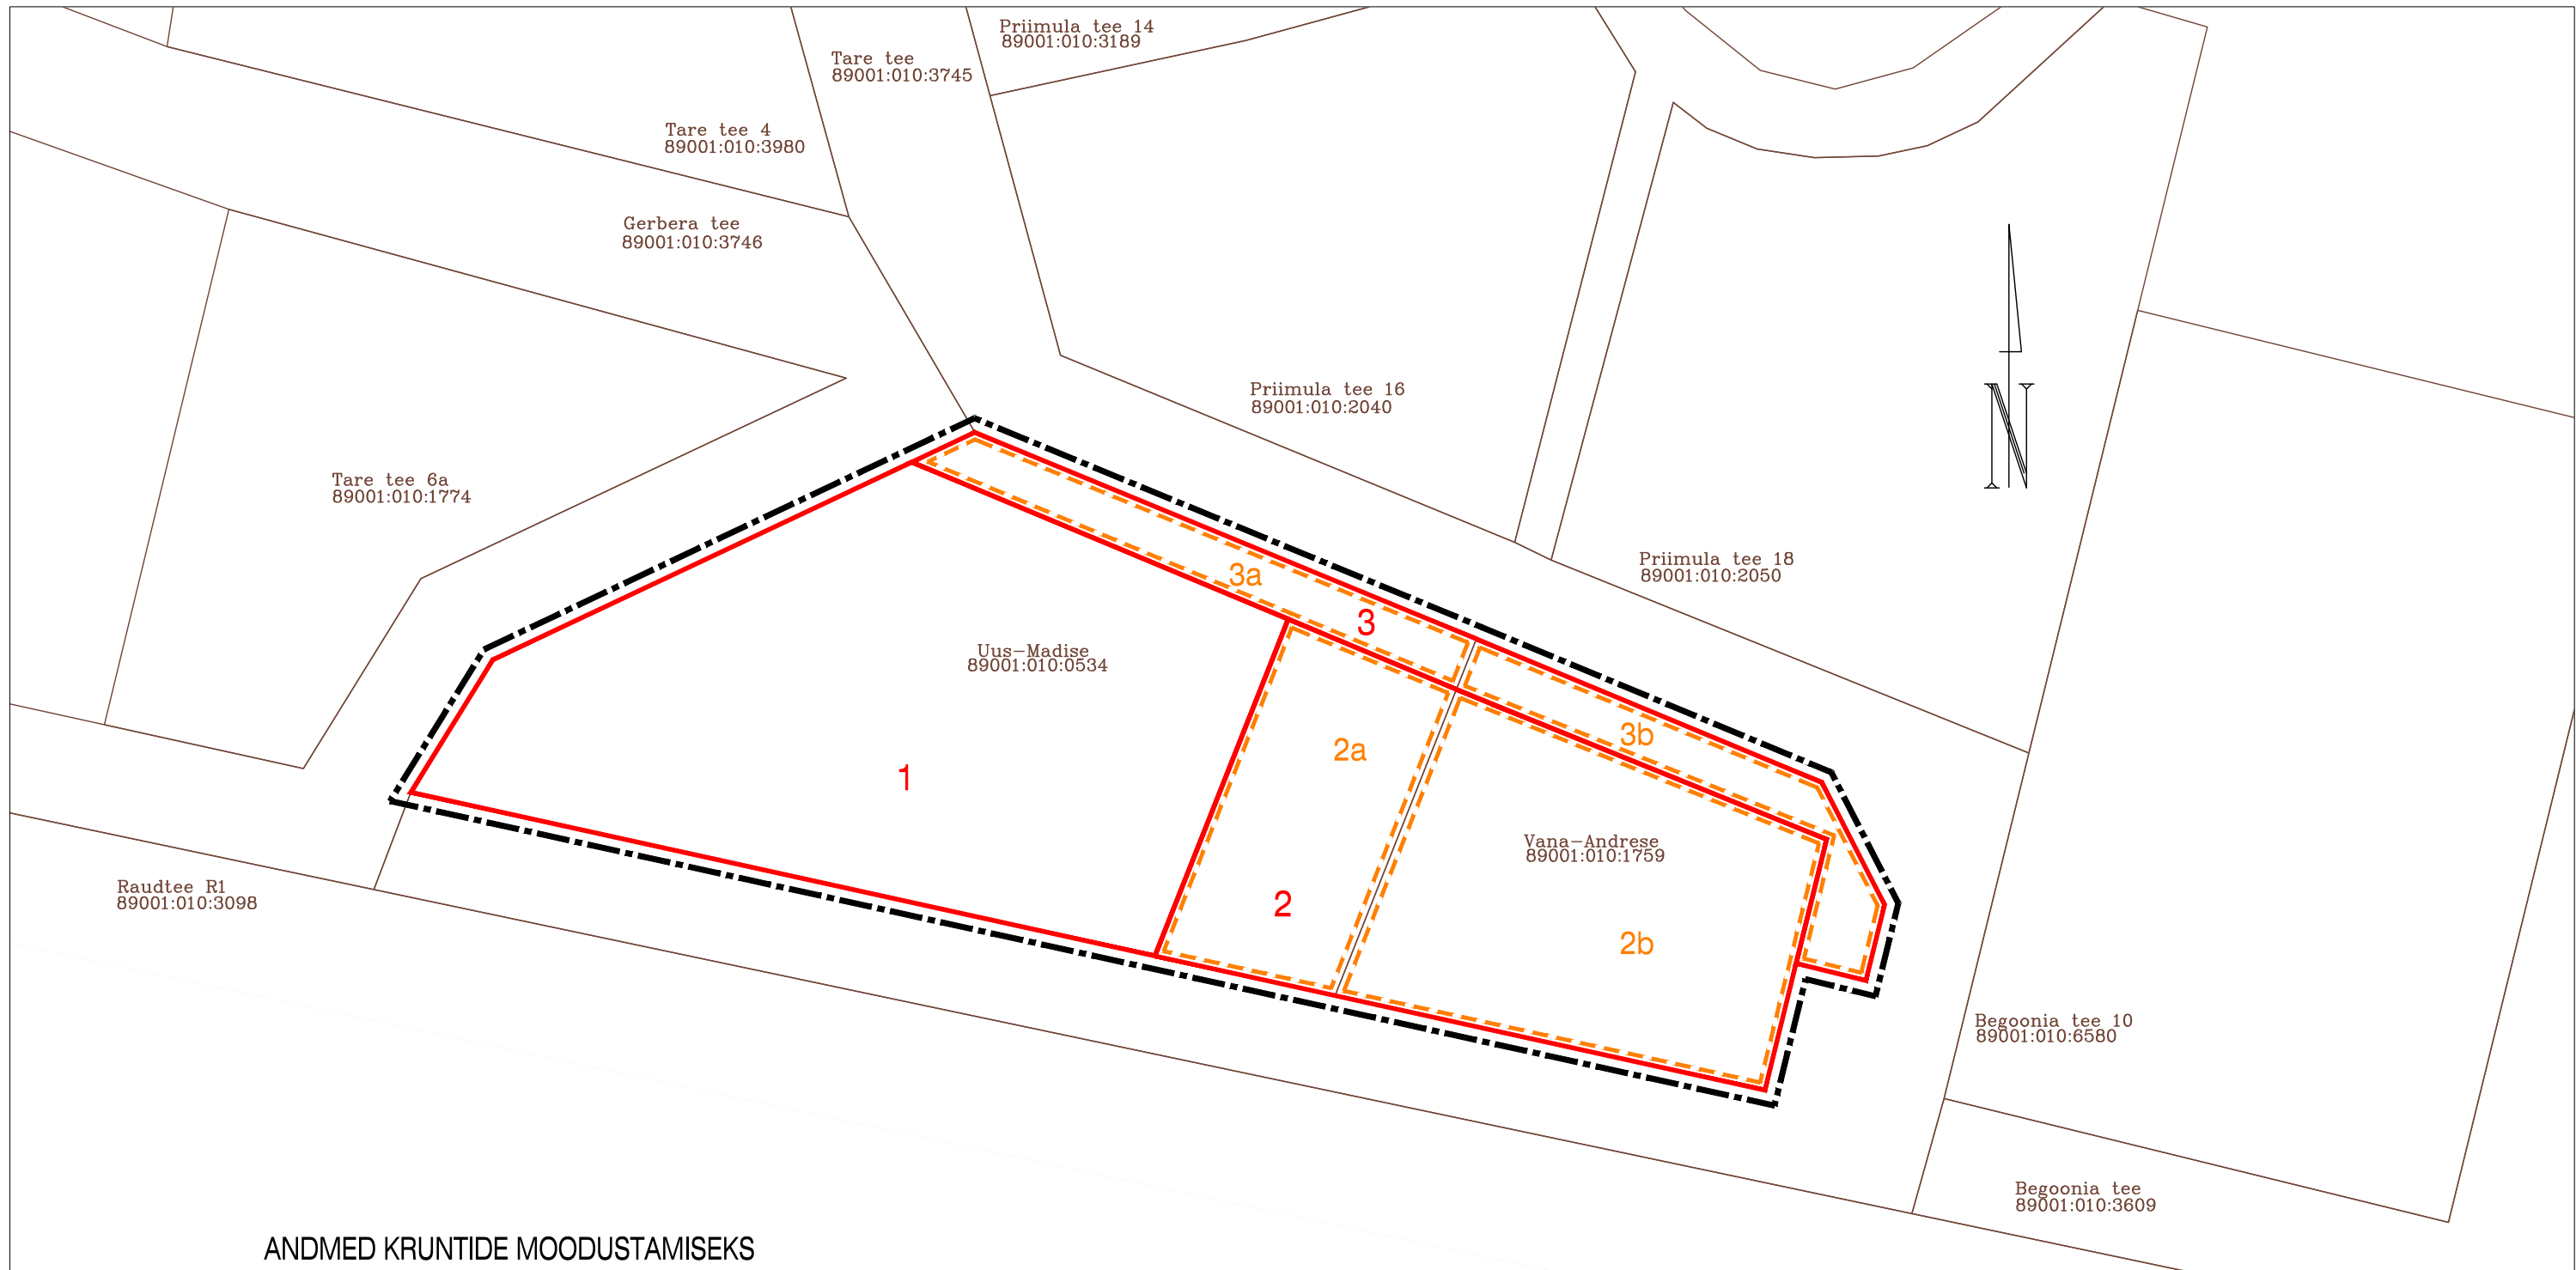 Priimula tee 14
89001:010:3189
Tare tee
89001:010:3745
Tare tee 4
89001:010:3980
Gerbera tee
89001:010:3746
N
Priimula tee 16
89001:010:2040
Tare tee 6a
89001:010:1774
Priimula tee 18
89001:010:2050
3a
3
Uus-Madise
89001:010:0534
3b
2a
1
Vana-Andrese
89001:010:1759
Raudtee R1
89001:010:3098
2
2b
Begoonia tee 10
89001:010:6580
Begoonia tee
89001:010:3609
ANDMED KRUNTIDE MOODUSTAMISEKS